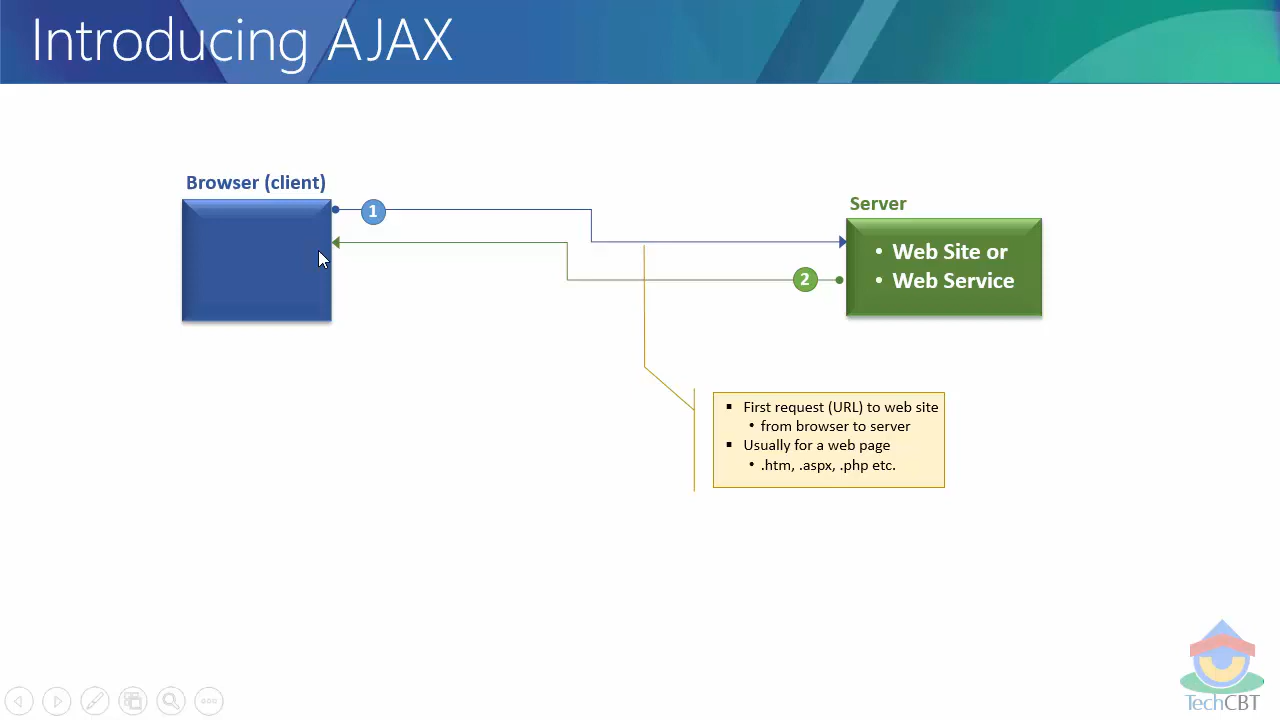 Introducing AJAX
Browser (client)
1
Server
• Web Site or
• Web Service
2
▪ First request (URL) to web site
• from browser to server
▪ Usually for a web page
• .htm, .aspx, .php etc.
TechCBT